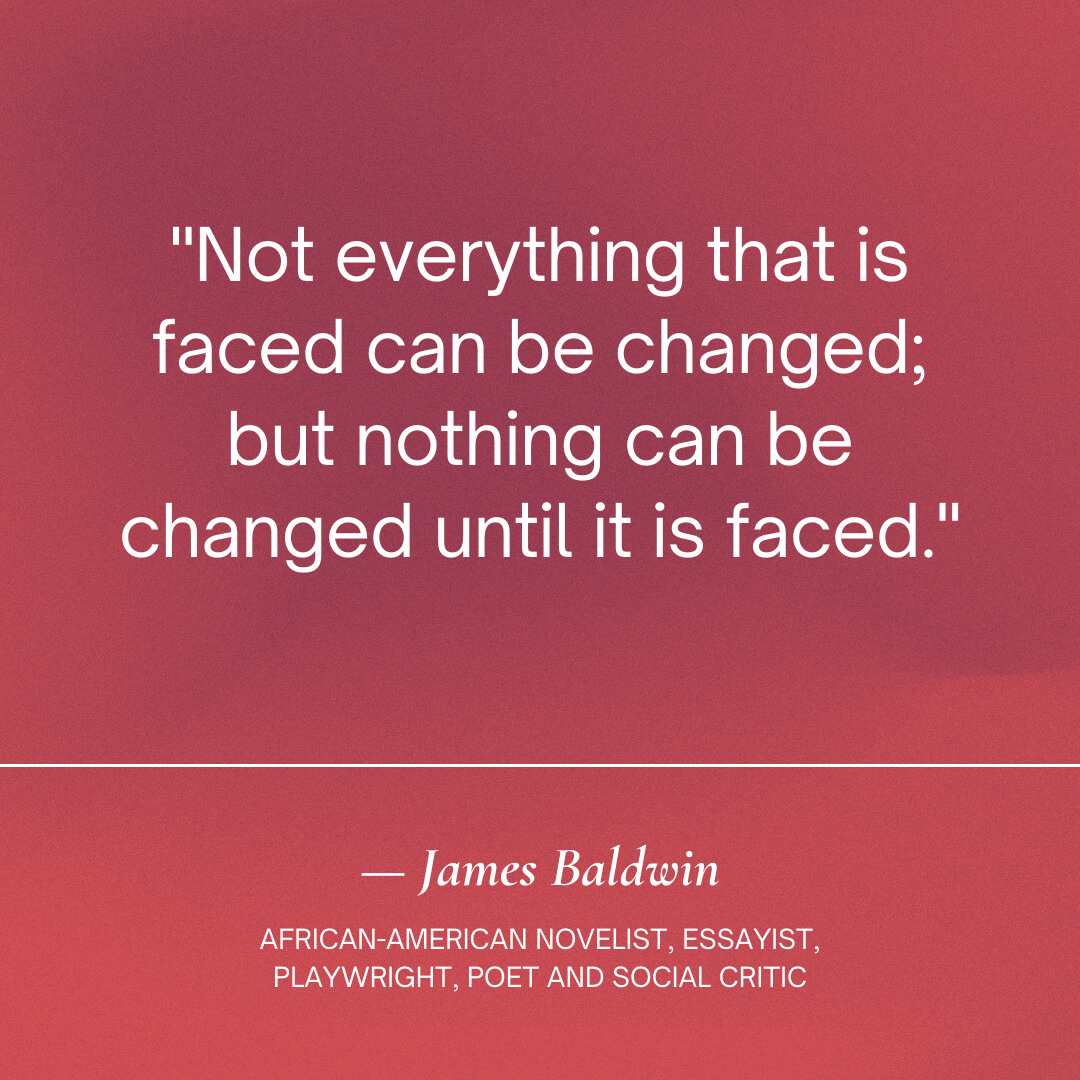 "Not everything that is
faced can be changed;
but nothing can be
changed until it is faced."
— James Baldwin
AFRICAN-AMERICAN NOVELIST, ESSAYIST,
PLAYWRIGHT, POET AND SOCIAL CRITIC